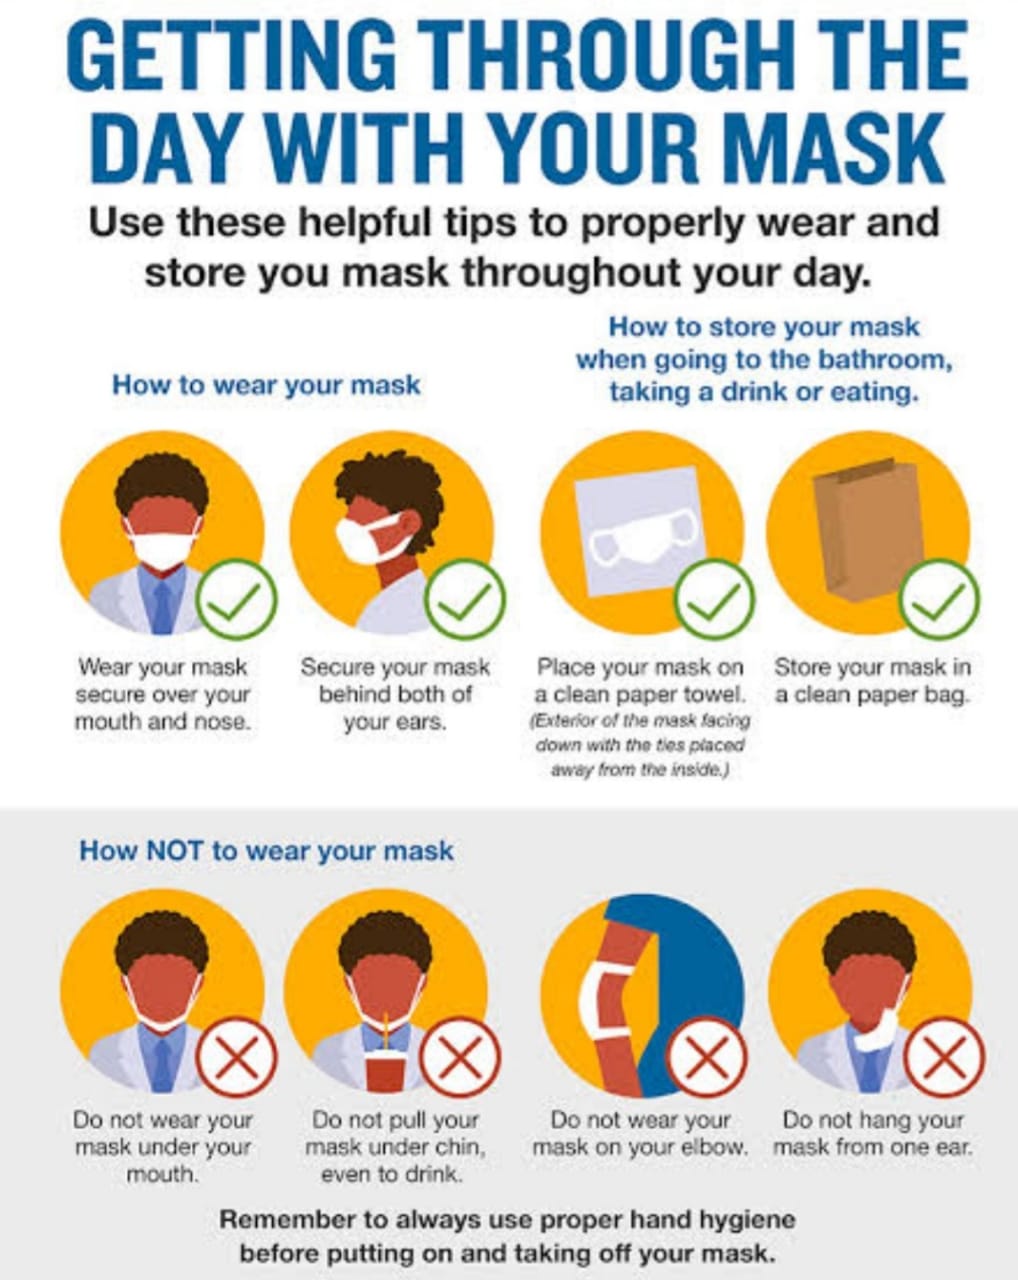 GETTING THROUGH THE
DAY WITH YOUR MASK
Use these helpful tips to properly wear and
store you mask throughout your day.
How to wear your mask
How to store your mask
when going to the bathroom,
taking a drink or eating.
Wear your mask
secure over your
mouth and nose.
Secure your mask
behind both of
your ears.
Place your mask on
a clean paper towel.
(Exterior of the mask facing
down with the ties placed
away from the inside.)
Store your mask in
a clean paper bag.
How NOT to wear your mask
Do not wear your
mask under your
mouth.
Do not pull your
mask under chin,
even to drink.
Do not wear your
mask on your elbow.
Do not hang your
mask from one ear.
Remember to always use proper hand hygiene
before putting on and taking off your mask.